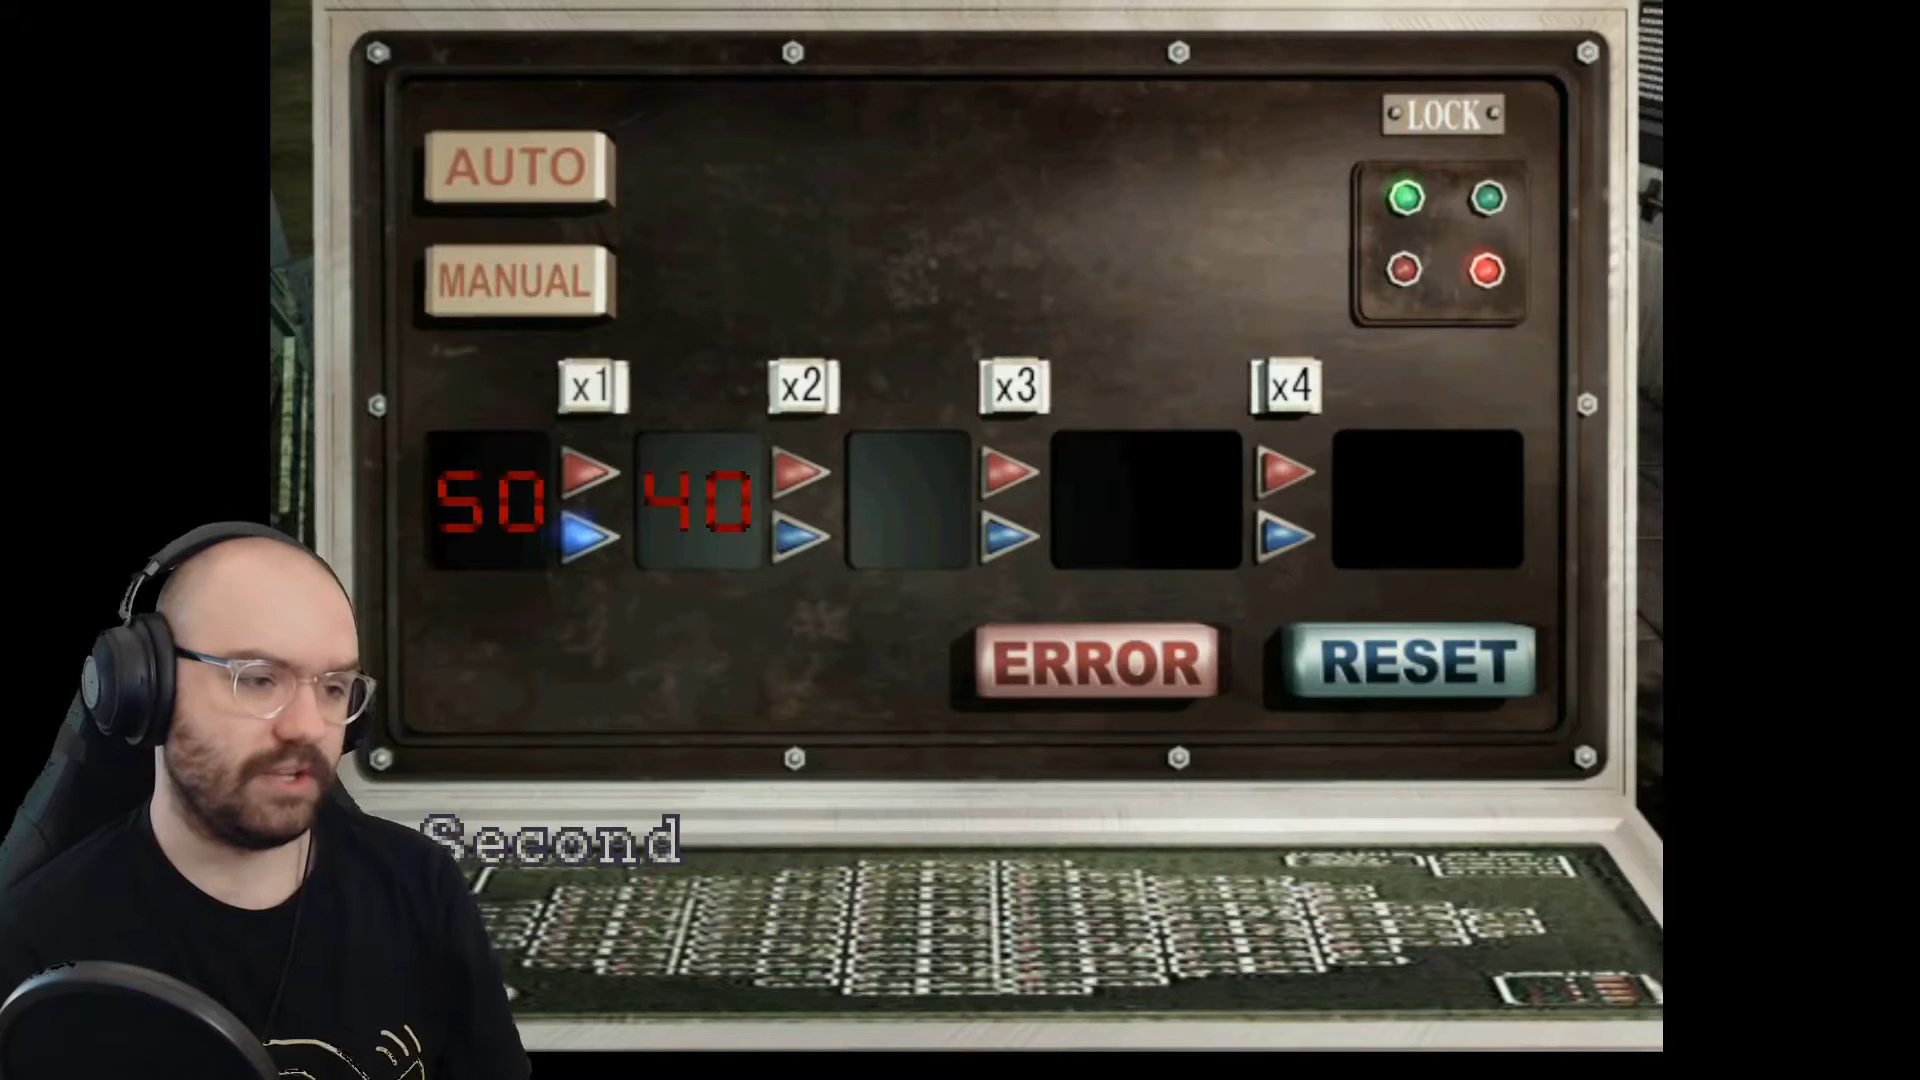 LOCK
AUTO
MANUAL
x1
x2
x3
x4
50
40
ERROR
RESET
Second